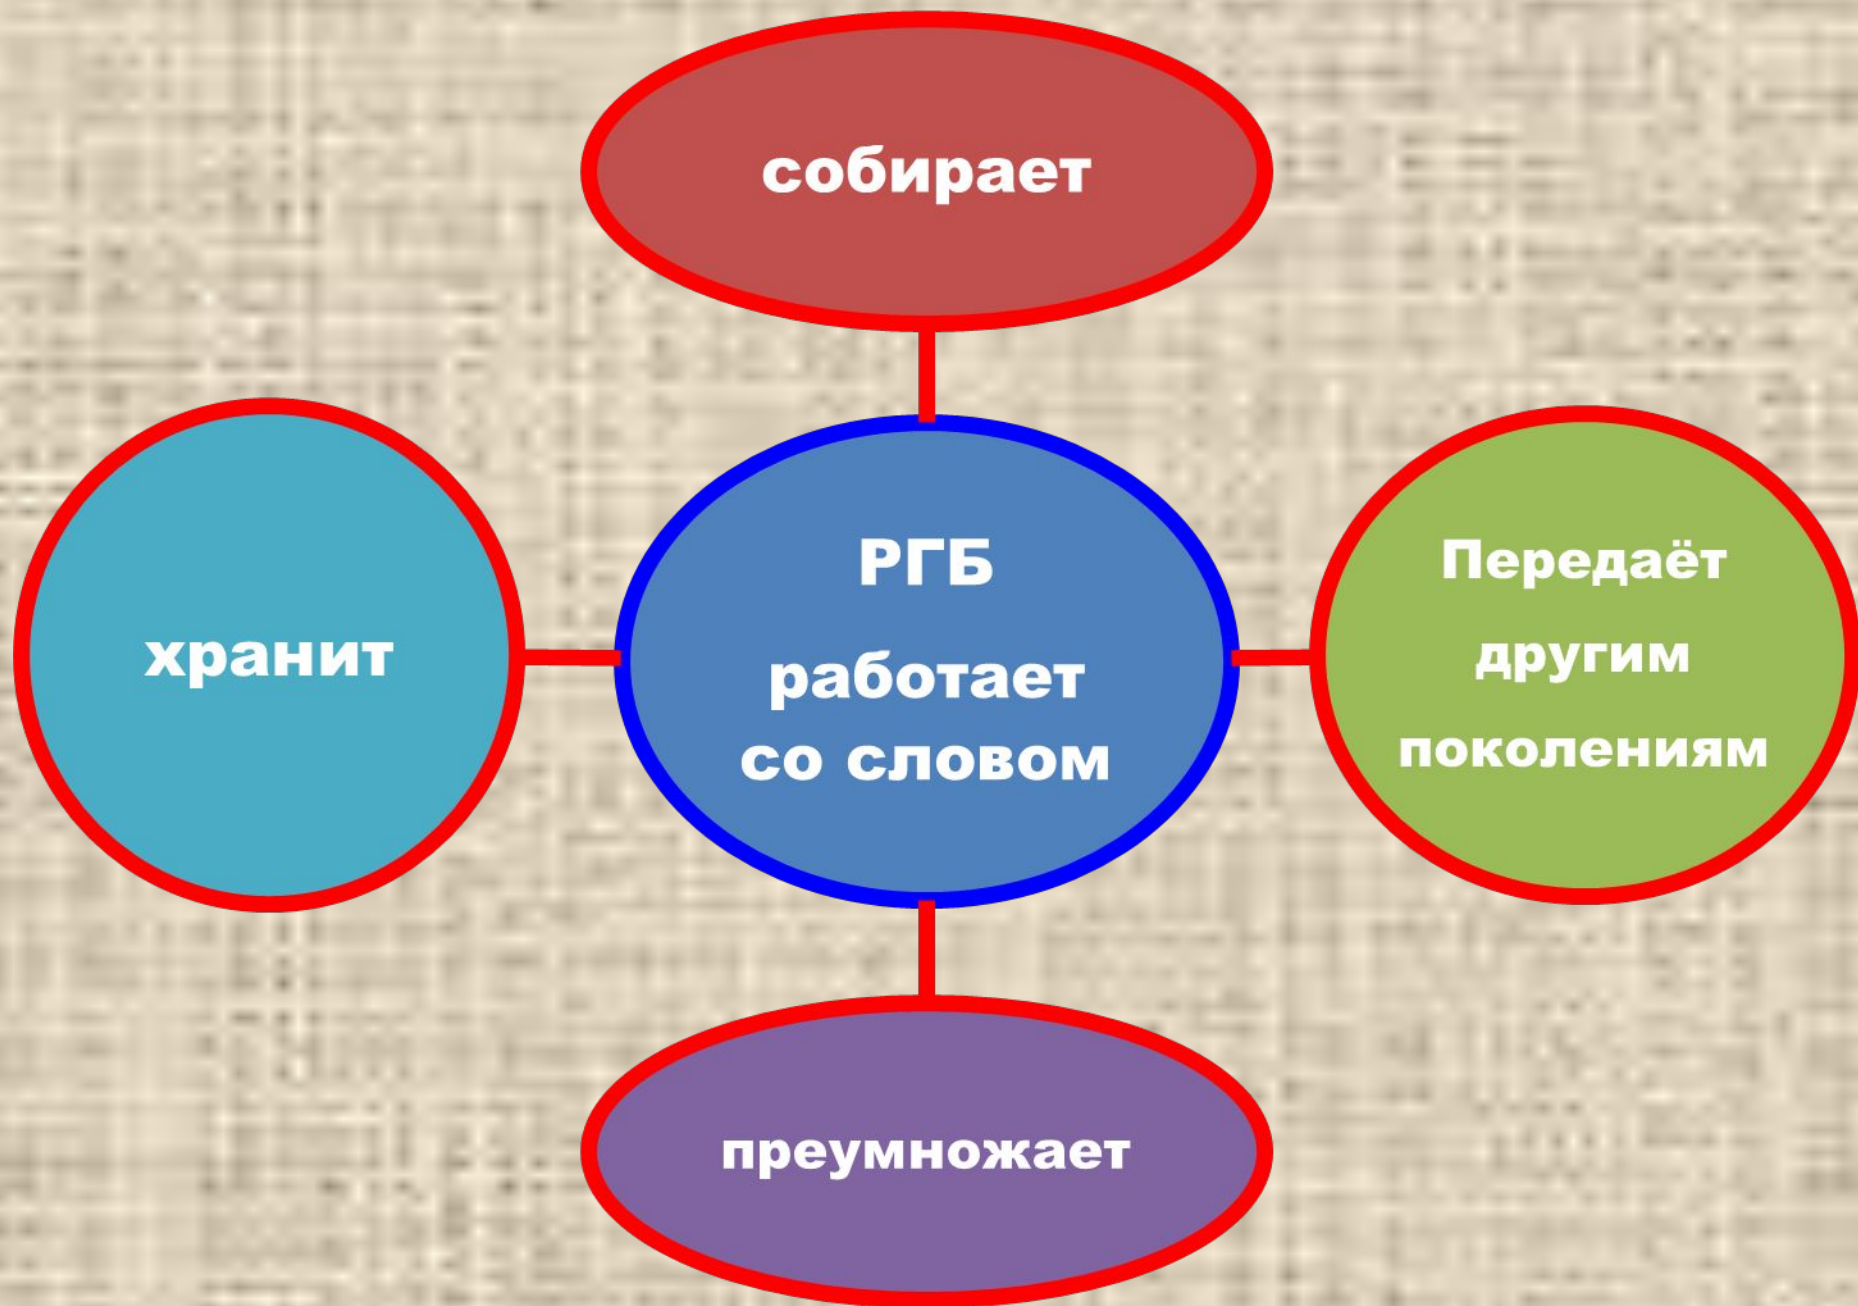 собирает
хранит
РГБ
работает
со словом
Передаёт
другим
поколениям
преумножает